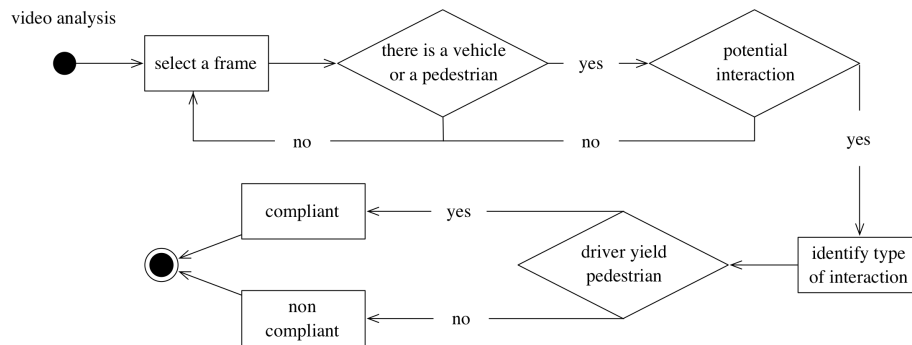 video analysis
select a frame
there is a vehicle
or a pedestrian
yes
potential
interaction
no
no
yes
compliant
yes
driver yield
pedestrian
identify type
of interaction
non
compliant
no